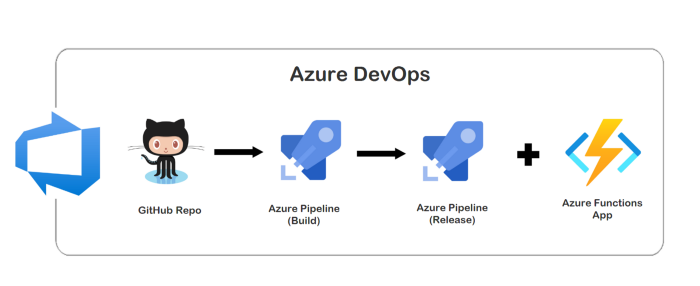 Azure DevOps
GitHub Repo
Azure Pipeline
(Build)
Azure Pipeline
(Release)
Azure Functions
App